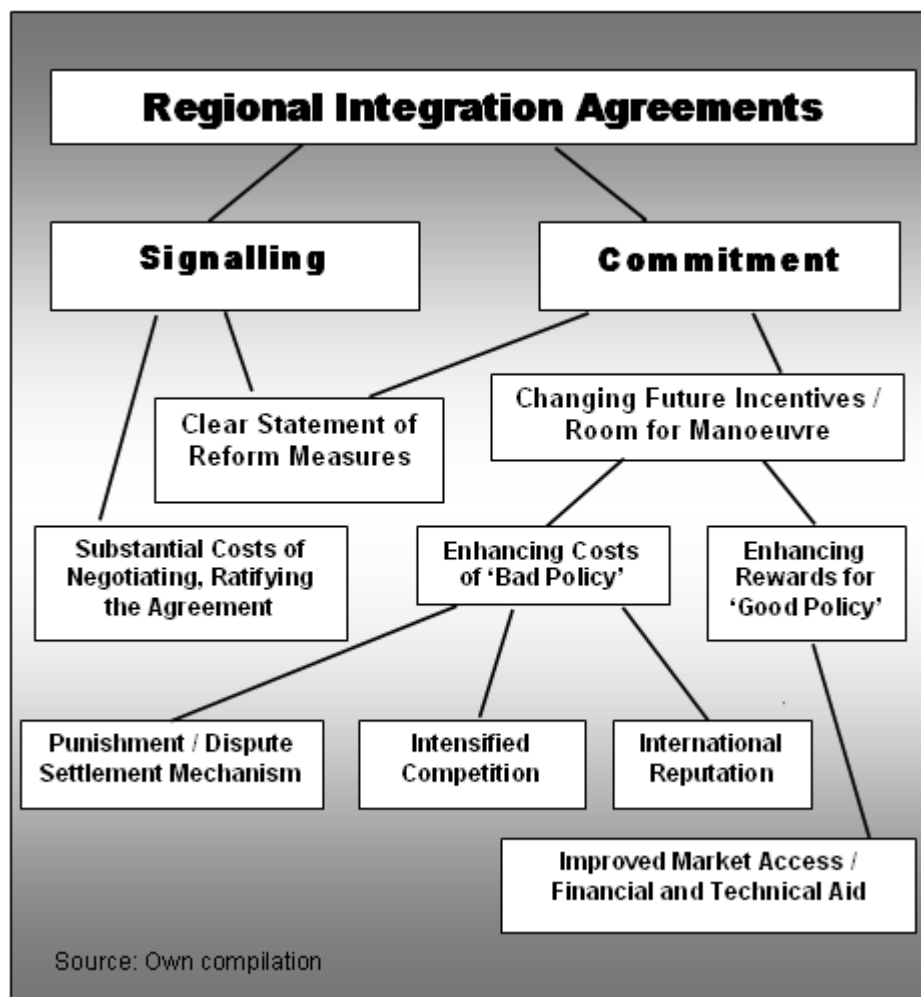 Regional Integration Agreements
Signalling
Commitment
Clear Statement of
Reform Measures
Changing Future Incentives /
Room for Manoeuvre
Substantial Costs of
Negotiating, Ratifying
the Agreement
Enhancing Costs
of ‘Bad Policy’
Enhancing
Rewards for
‘Good Policy’
Punishment / Dispute
Settlement Mechanism
Intensified
Competition
International
Reputation
Improved Market Access /
Financial and Technical Aid
Source: Own compilation